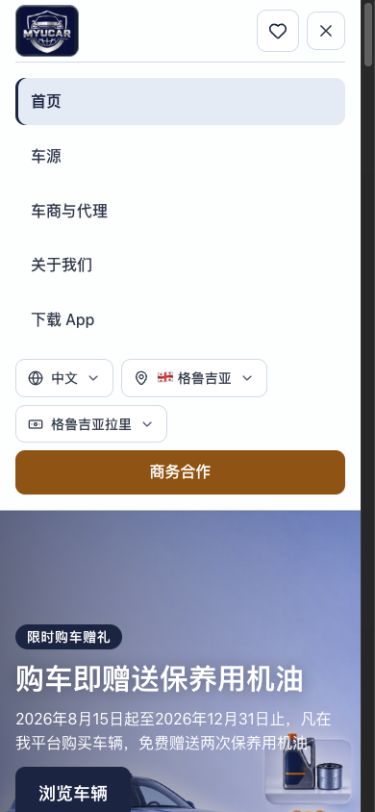 MYUCAR
首页
车源
车商与代理
关于我们
下载 App
中文
格鲁吉亚
格鲁吉亚拉里
商务合作
限时购车赠礼
购车即赠送保养用机油
2026年8月15日起至2026年12月31日止，凡在
我平台购买车辆，免费赠送两次保养用机油
浏览车辆